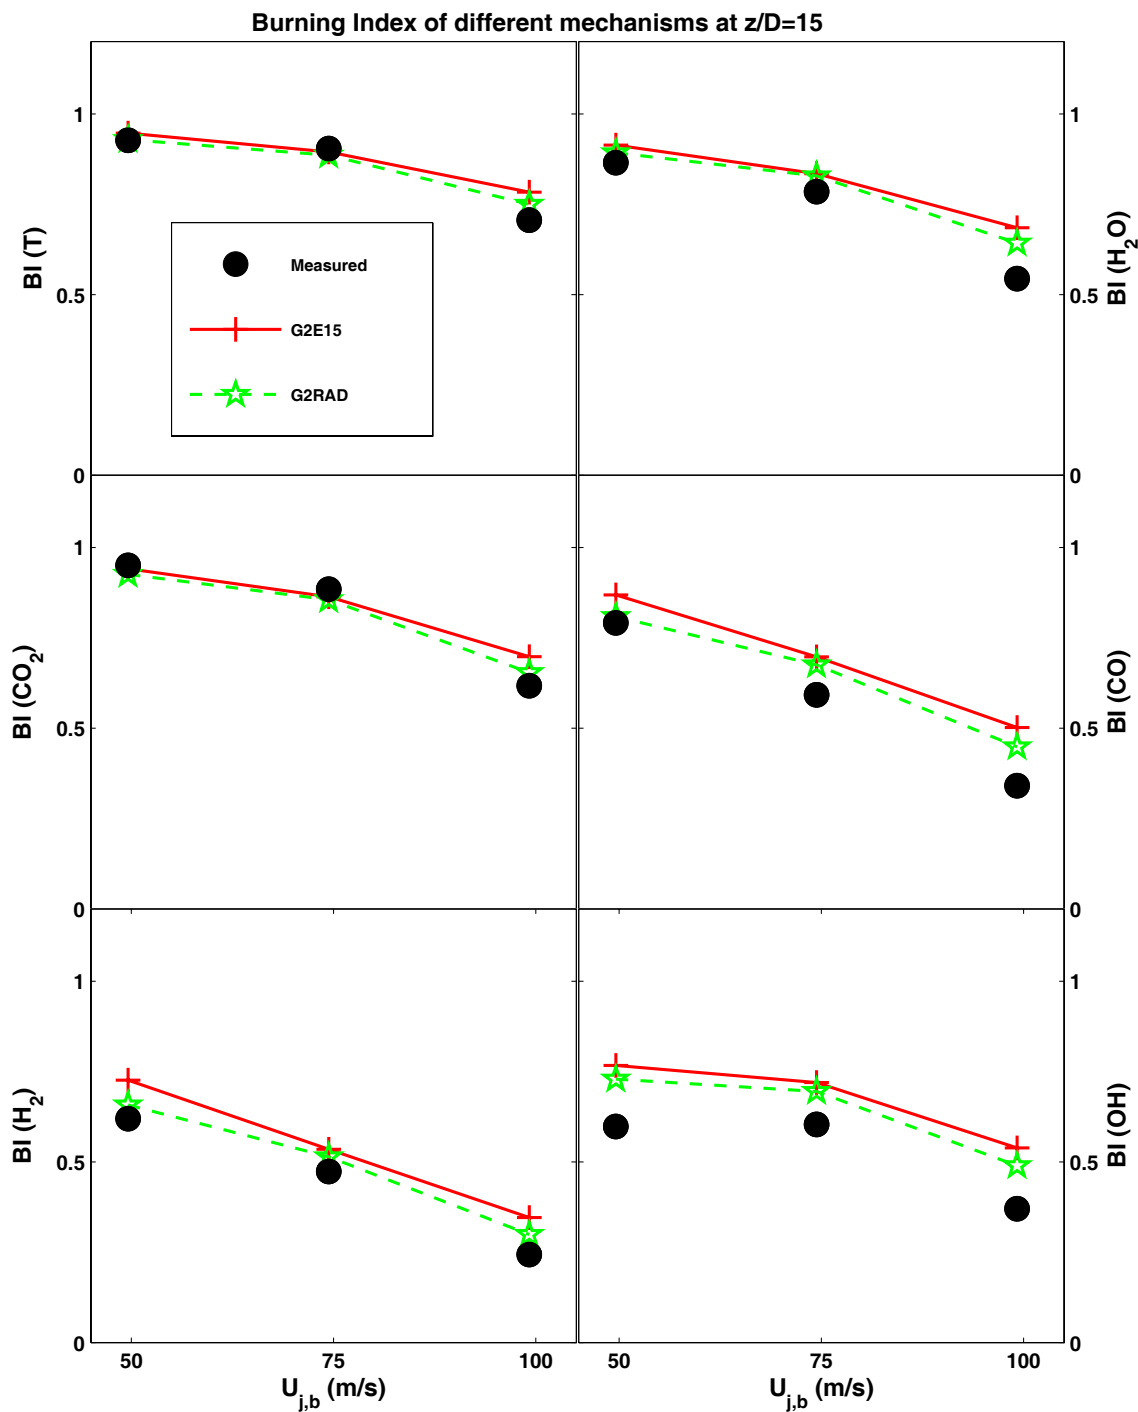 Burning Index of different mechanisms at z/D=15
1
0.5
0
BI (T)
Measured
G2E15
G2RAD
1
0.5
0
BI (H2O)
1
0.5
0
BI (CO2)
1
0.5
0
BI (CO)
1
0.5
0
BI (H2)
50 75 100
Uj,b (m/s)
1
0.5
0
BI (OH)
50 75 100
Uj,b (m/s)